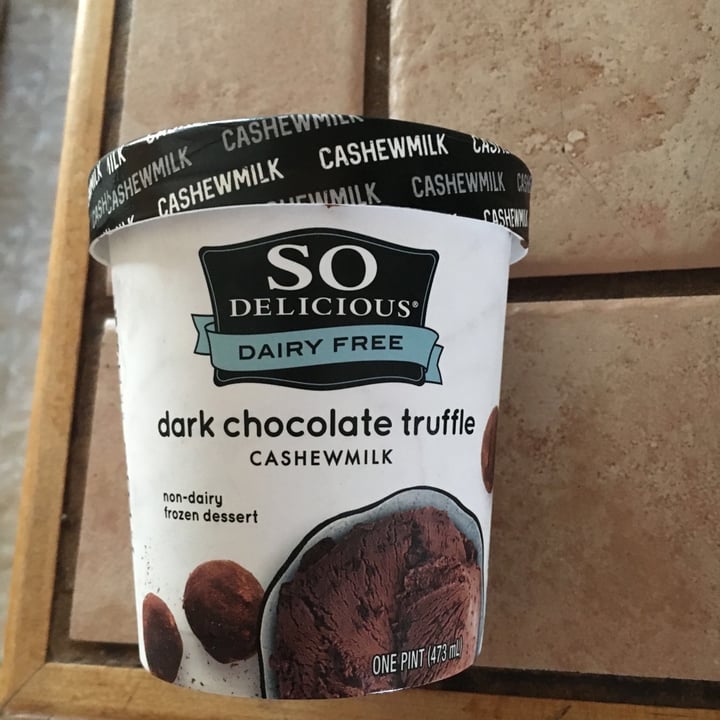 CASHEWMILK
CASHEWMILK
CASHEWMILK
CASHEWMILK
CASHEWMILK
SO
DELICIOUS®
DAIRY FREE
dark chocolate truffle
CASHEWMILK
non-dairy
frozen dessert
ONE PINT (473 mL)